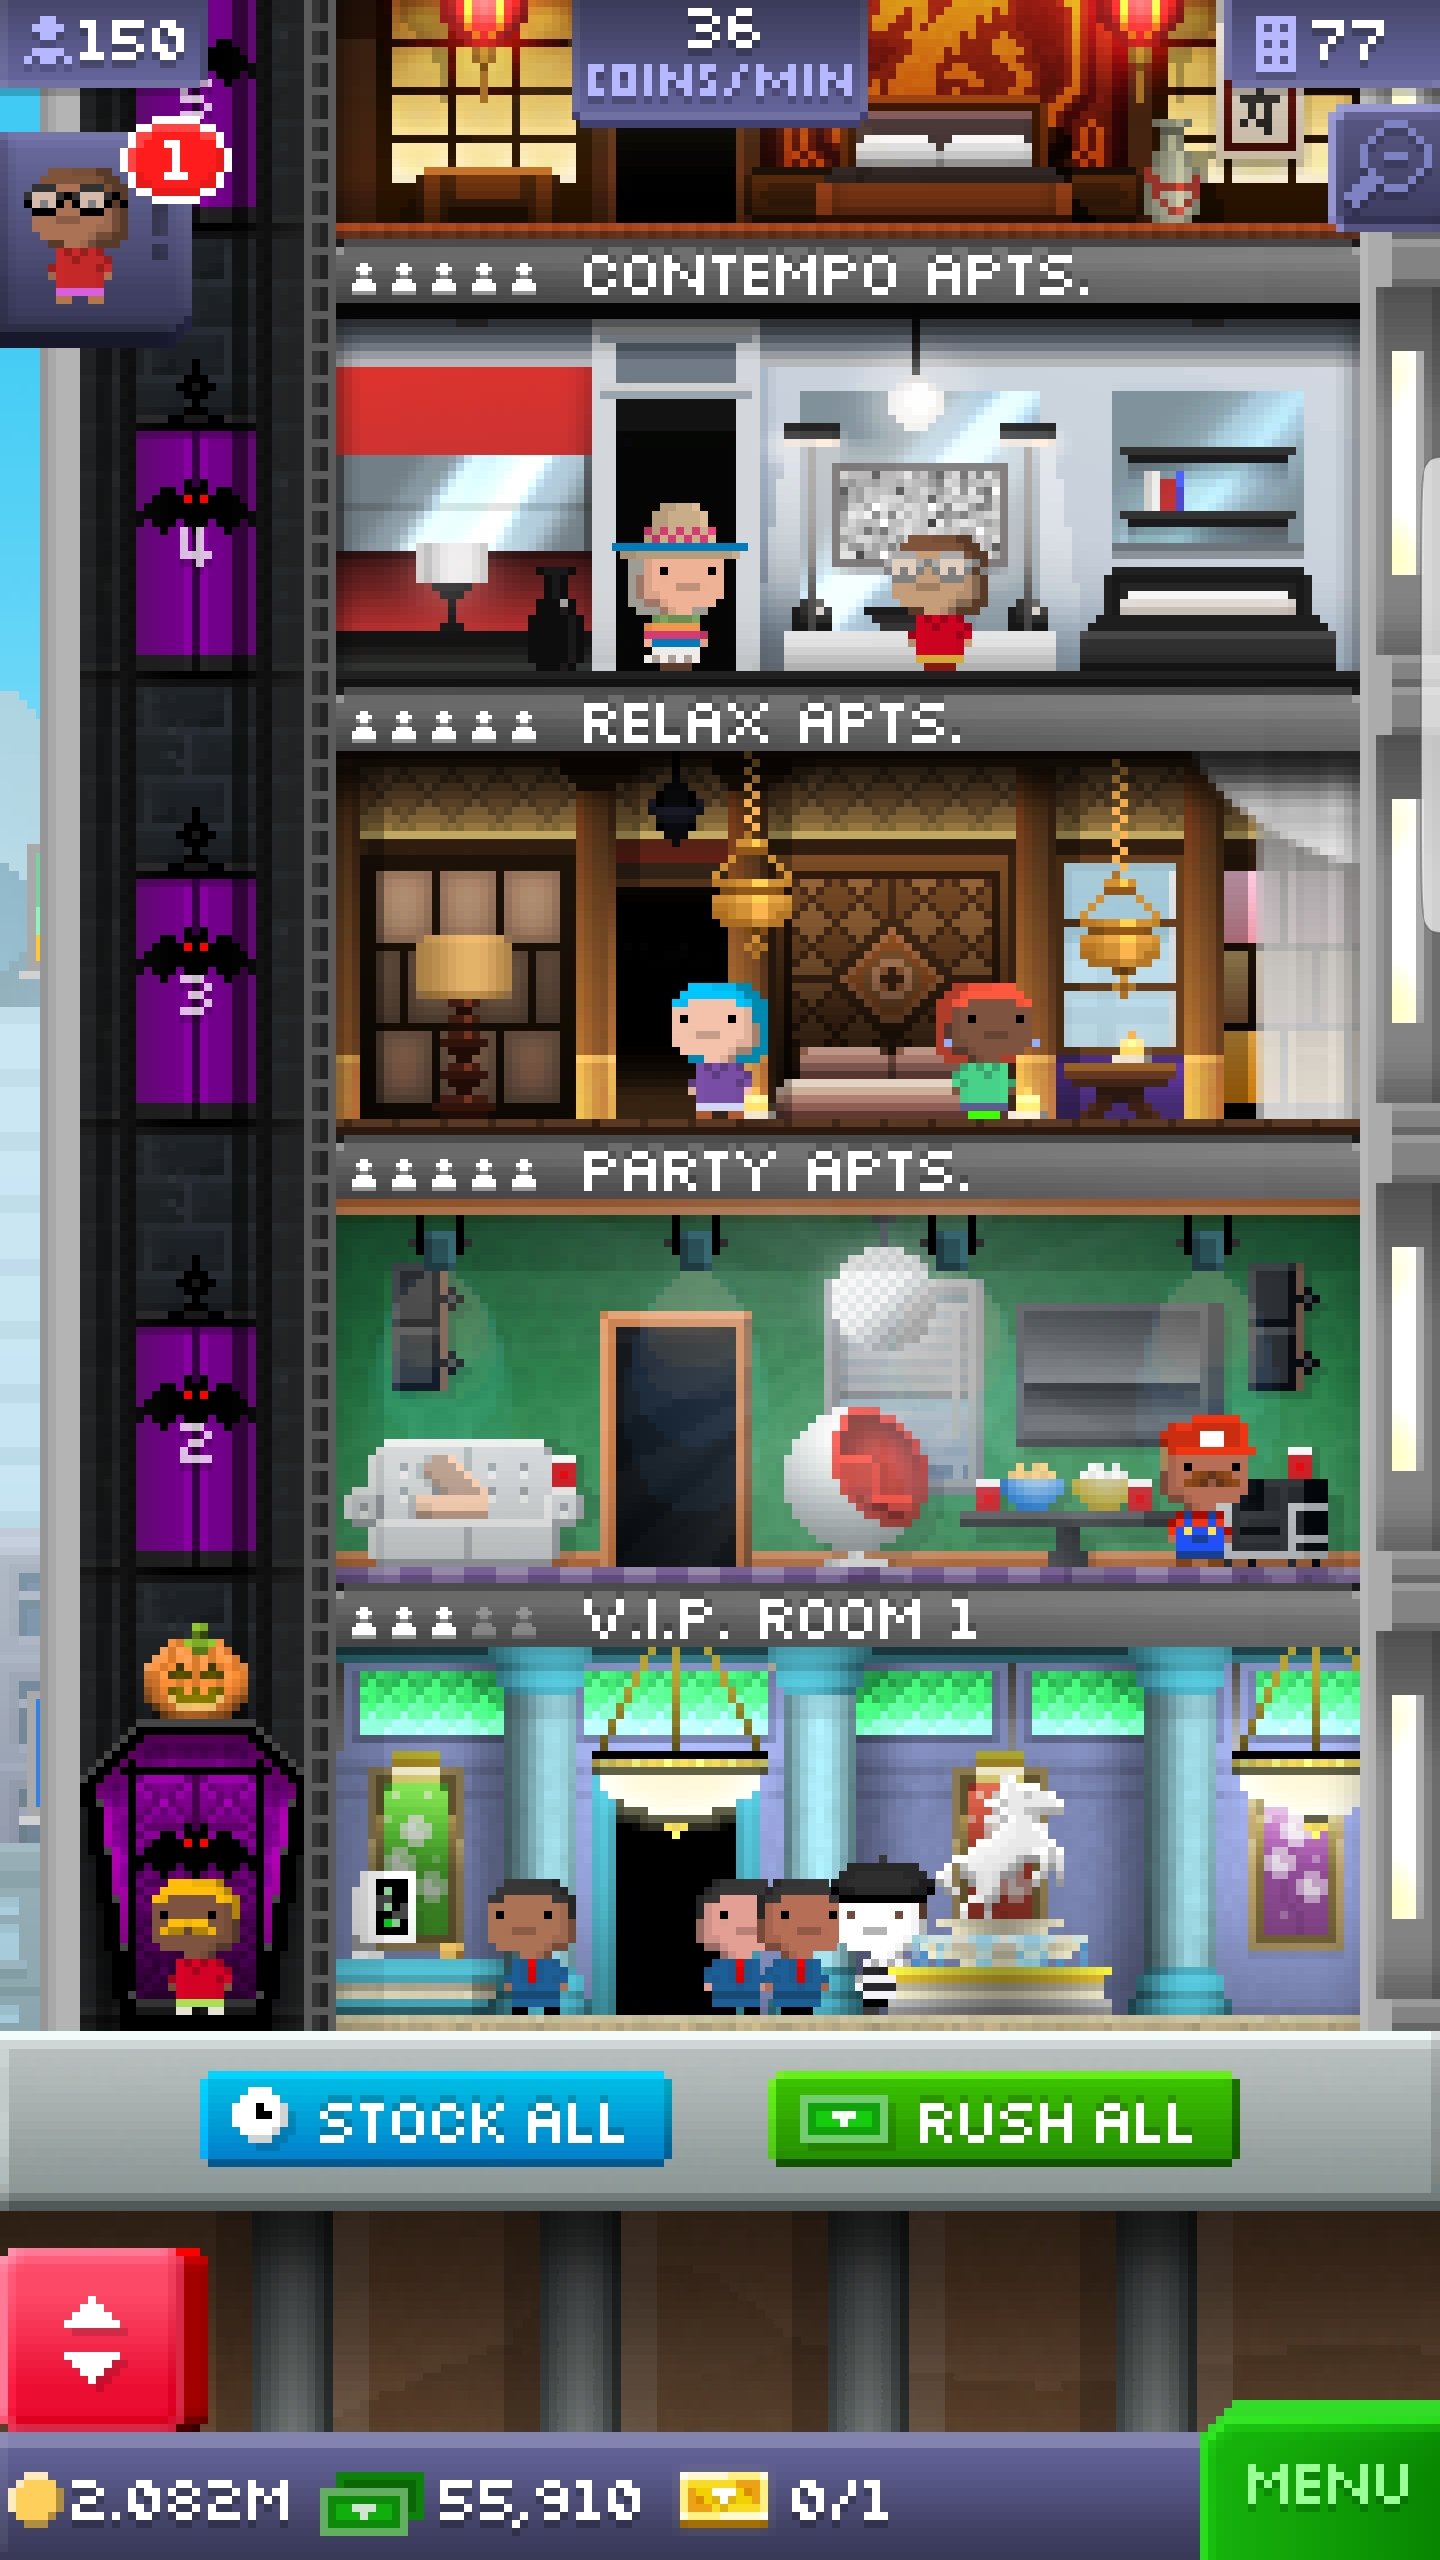 150
36
COINS/MIN
77
1
5
CONTEMPO APTS.
4
RELAX APTS.
3
PARTY APTS.
2
V.I.P. ROOM 1
STOCK ALL
RUSH ALL
2.082M
55,910
0/1
MENU